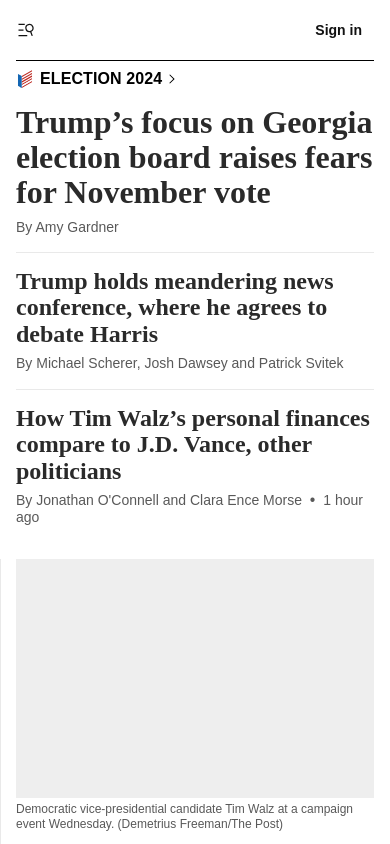 Sign in
ELECTION 2024
Trump’s focus on Georgia
election board raises fears
for November vote
By Amy Gardner
Trump holds meandering news
conference, where he agrees to
debate Harris
By Michael Scherer, Josh Dawsey and Patrick Svitek
How Tim Walz’s personal finances
compare to J.D. Vance, other
politicians
By Jonathan O'Connell and Clara Ence Morse • 1 hour
ago
Democratic vice-presidential candidate Tim Walz at a campaign
event Wednesday. (Demetrius Freeman/The Post)